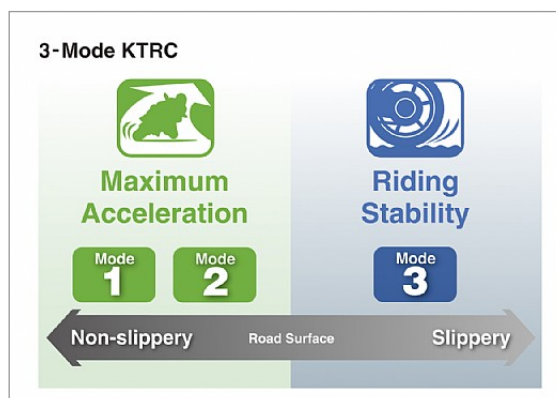 3-Mode KTRC
Maximum
Acceleration
Riding
Stability
Mode
1
Mode
2
Mode
3
Non-slippery
Road Surface
Slippery